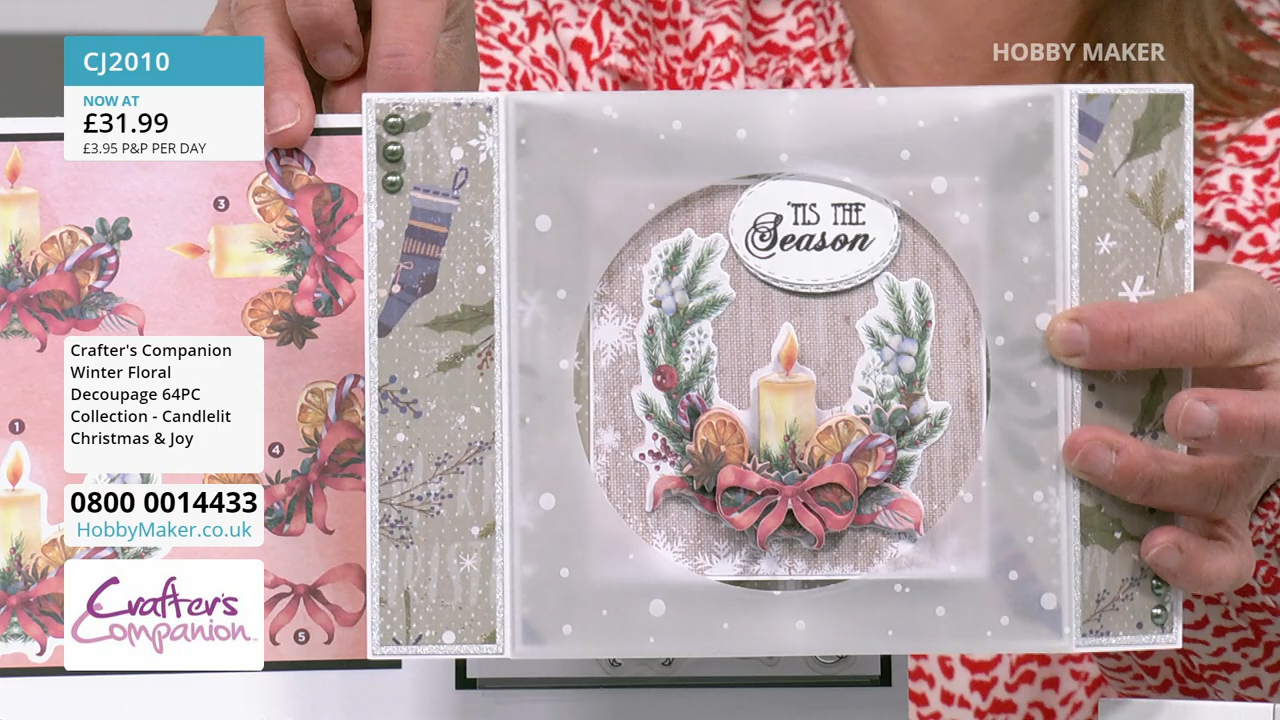 CJ2010
NOW AT
£31.99
£3.95 P&P PER DAY
HOBBY MAKER
'TIS THE
Season
3
1
4
5
Crafter's Companion
Winter Floral
Decoupage 64PC
Collection - Candlelit
Christmas & Joy
0800 0014433
HobbyMaker.co.uk
Crafter's
Companion